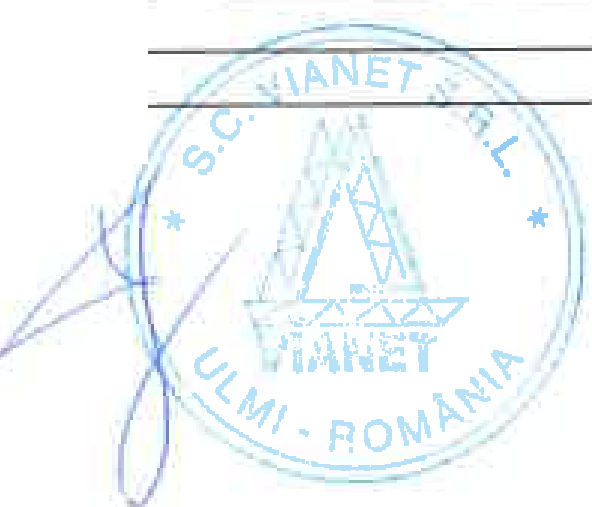 S.C. VIANET S.R.L.
* *
VIANET
ULMI - ROMÂNIA